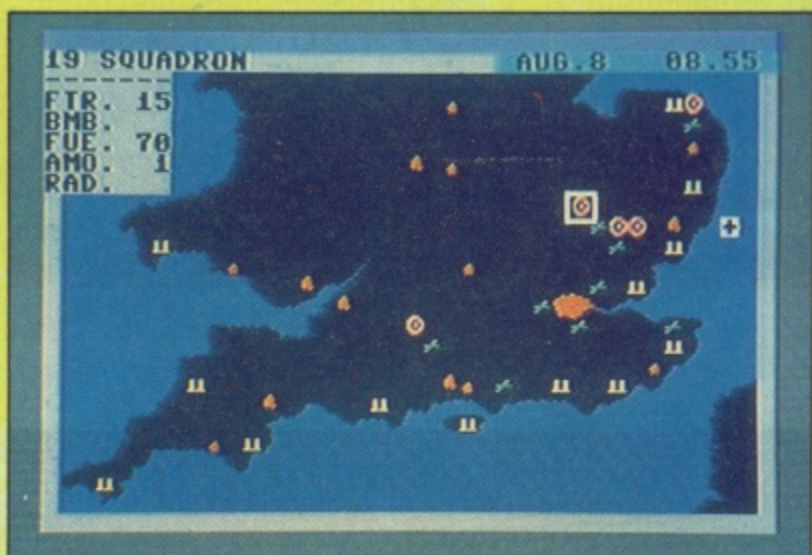 19 SQUADRON AUG.8 08.55
FTR. 15
BMB.
FUE. 70
AMO. 1
RAD.